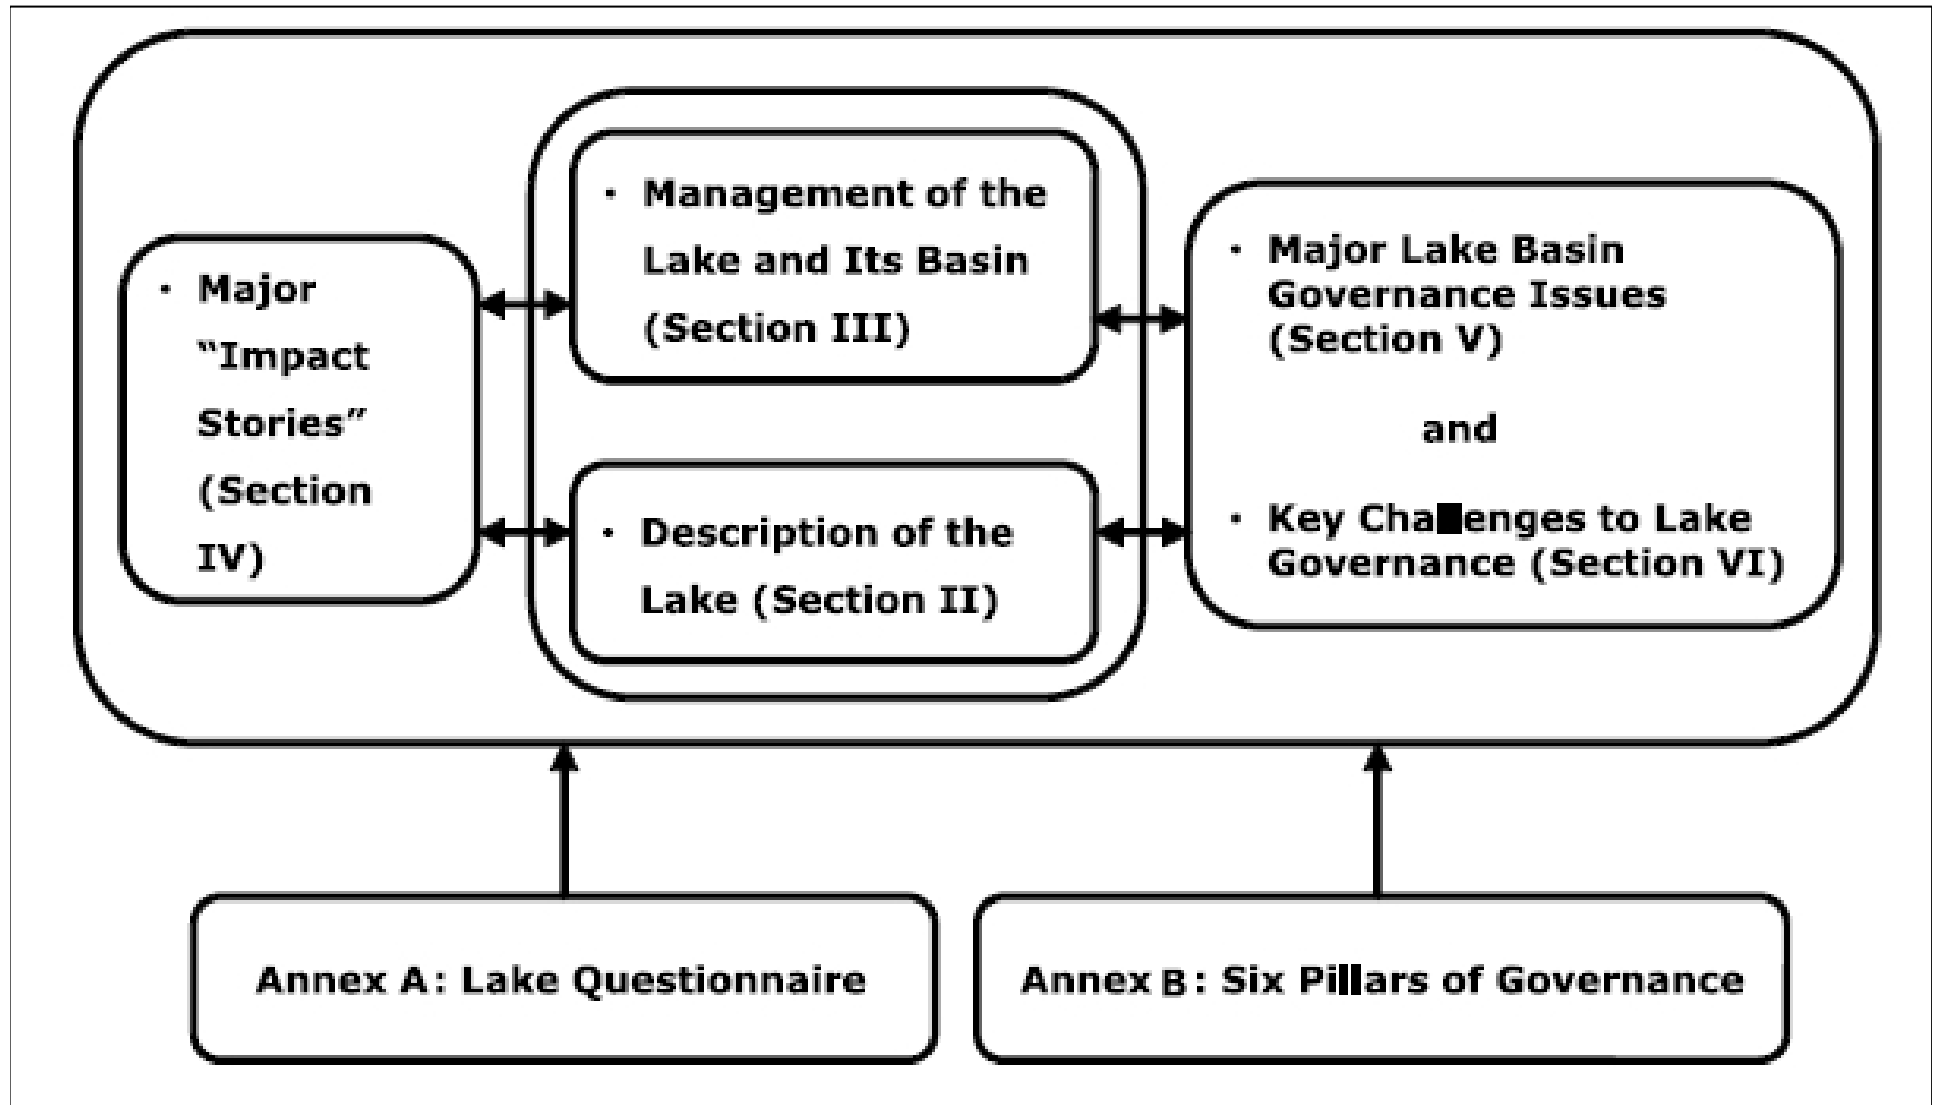 • Major
“Impact
Stories”
(Section
IV)
• Management of the
Lake and Its Basin
(Section III)
• Description of the
Lake (Section II)
• Major Lake Basin
Governance Issues
(Section V)
and
• Key Challenges to Lake
Governance (Section VI)
Annex A: Lake Questionnaire
Annex B: Six Pillars of Governance